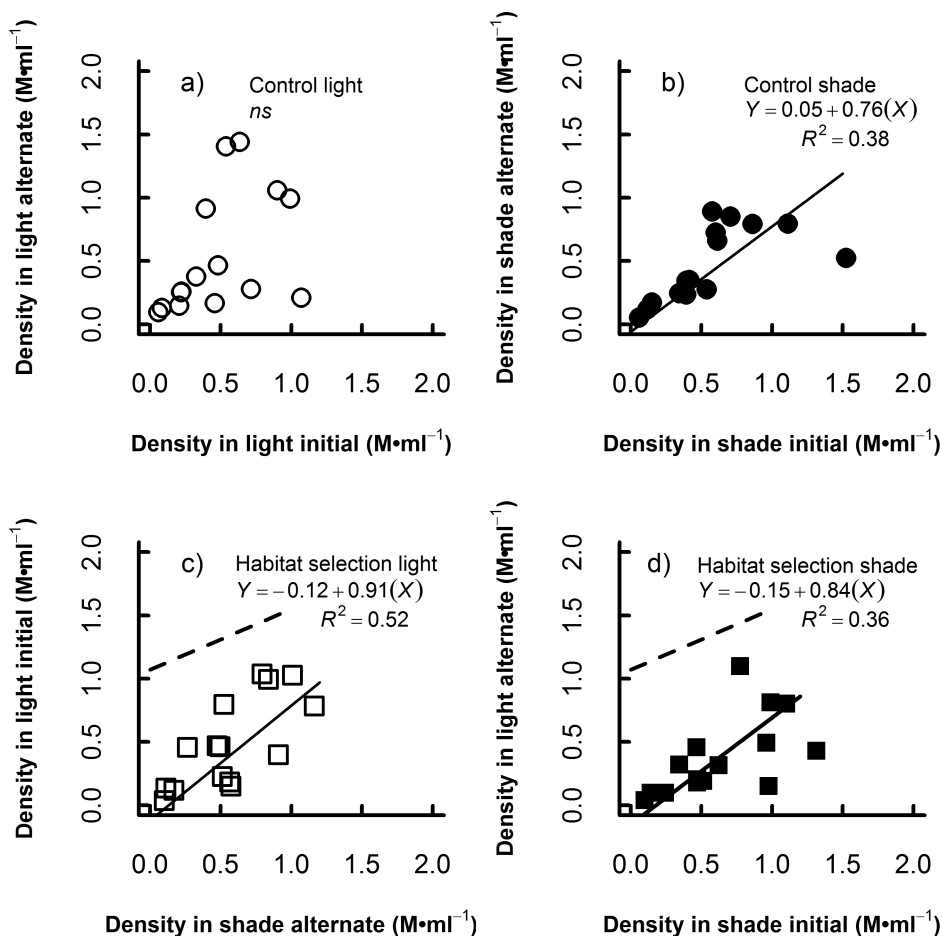 a)
Control light
ns
Density in light alternate (M•ml⁻¹)
2.0
1.5
1.0
0.5
0.0
0.0 0.5 1.0 1.5 2.0
Density in light initial (M•ml⁻¹)
b)
Control shade
Y = 0.05 + 0.76(X)
R² = 0.38
Density in shade alternate (M•ml⁻¹)
2.0
1.5
1.0
0.5
0.0
0.0 0.5 1.0 1.5 2.0
Density in shade initial (M•ml⁻¹)
c)
Habitat selection light
Y = −0.12 + 0.91(X)
R² = 0.52
Density in light initial (M•ml⁻¹)
2.0
1.5
1.0
0.5
0.0
0.0 0.5 1.0 1.5 2.0
Density in shade alternate (M•ml⁻¹)
d)
Habitat selection shade
Y = −0.15 + 0.84(X)
R² = 0.36
Density in light alternate (M•ml⁻¹)
2.0
1.5
1.0
0.5
0.0
0.0 0.5 1.0 1.5 2.0
Density in shade initial (M•ml⁻¹)